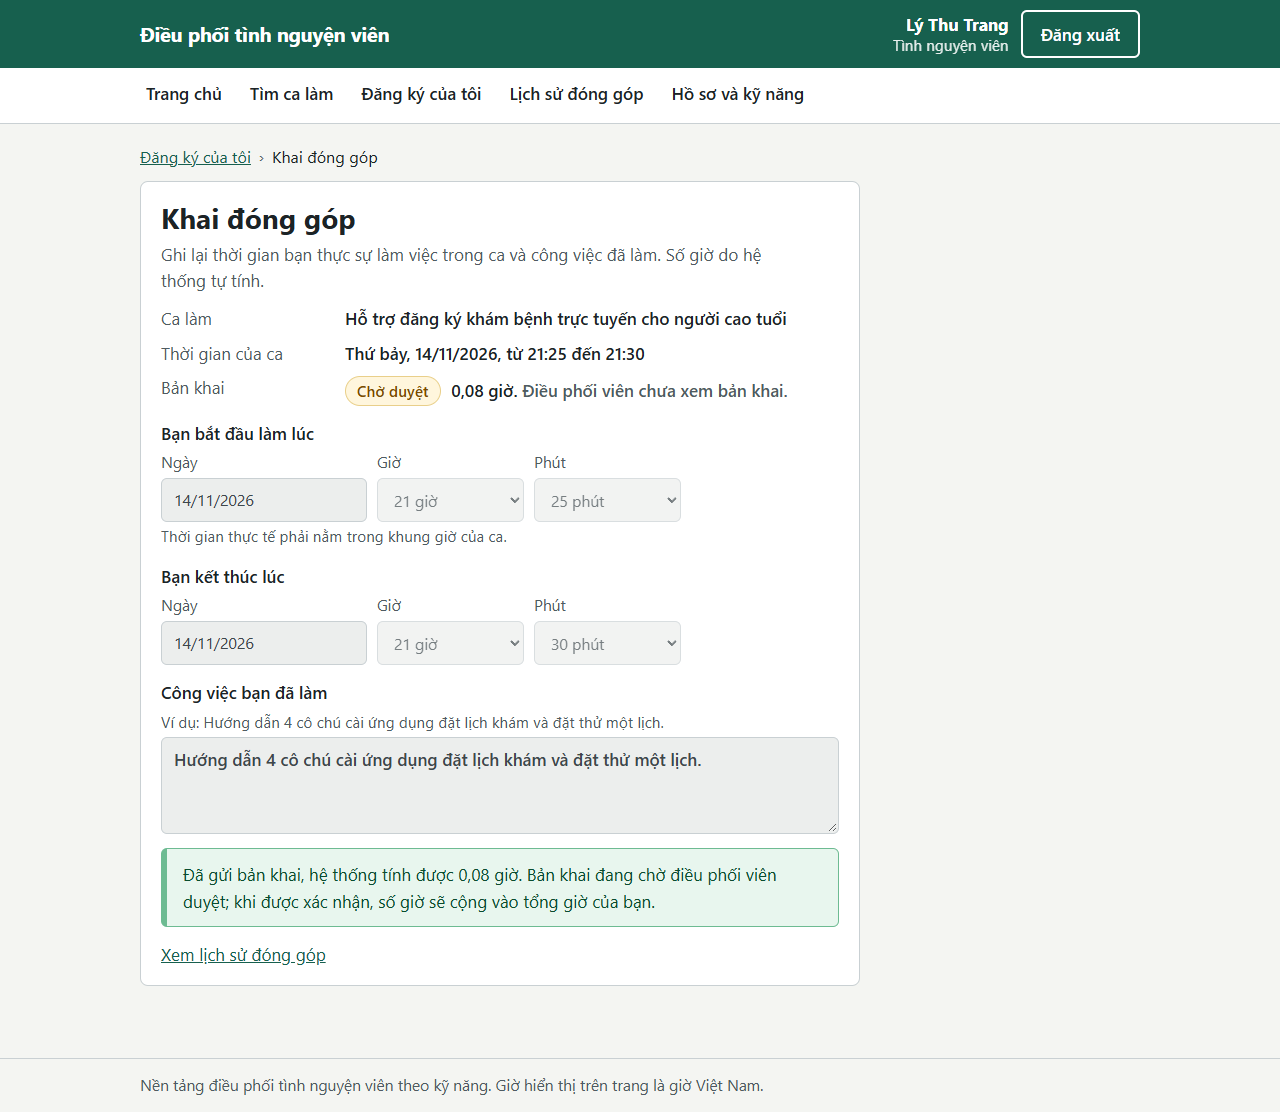 Điều phối tình nguyện viên
Lý Thu Trang
Tình nguyện viên
Đăng xuất
Trang chủ Tìm ca làm Đăng ký của tôi Lịch sử đóng góp Hồ sơ và kỹ năng
Đăng ký của tôi › Khai đóng góp
Khai đóng góp
Ghi lại thời gian bạn thực sự làm việc trong ca và công việc đã làm. Số giờ do hệ
thống tự tính.
Ca làm Hỗ trợ đăng ký khám bệnh trực tuyến cho người cao tuổi
Thời gian của ca Thứ bảy, 14/11/2026, từ 21:25 đến 21:30
Bản khai Chờ duyệt 0,08 giờ. Điều phối viên chưa xem bản khai.
Bạn bắt đầu làm lúc
Ngày Giờ Phút
14/11/2026 21 giờ 25 phút
Thời gian thực tế phải nằm trong khung giờ của ca.
Bạn kết thúc lúc
Ngày Giờ Phút
14/11/2026 21 giờ 30 phút
Công việc bạn đã làm
Ví dụ: Hướng dẫn 4 cô chú cài ứng dụng đặt lịch khám và đặt thử một lịch.
Hướng dẫn 4 cô chú cài ứng dụng đặt lịch khám và đặt thử một lịch.
Đã gửi bản khai, hệ thống tính được 0,08 giờ. Bản khai đang chờ điều phối viên
duyệt; khi được xác nhận, số giờ sẽ cộng vào tổng giờ của bạn.
Xem lịch sử đóng góp
Nền tảng điều phối tình nguyện viên theo kỹ năng. Giờ hiển thị trên trang là giờ Việt Nam.